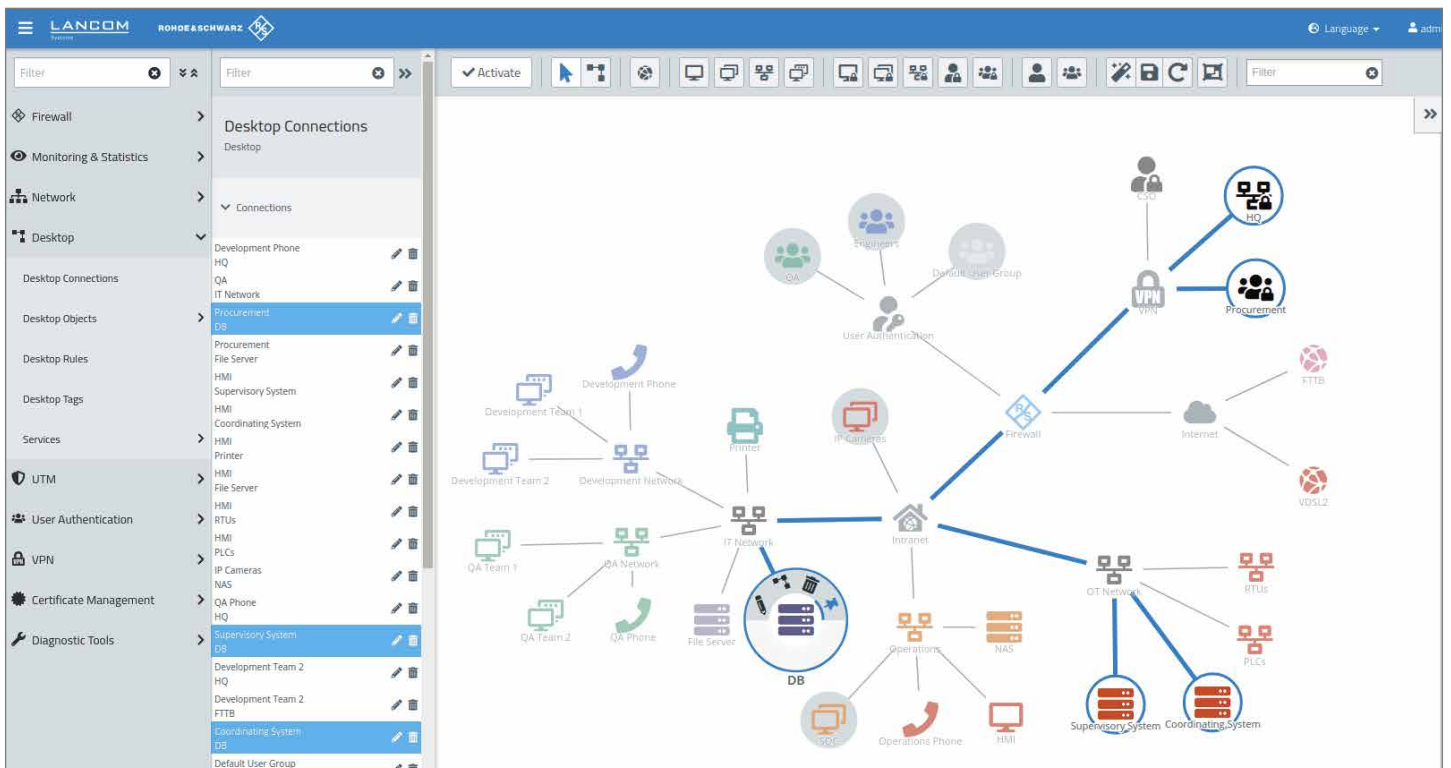 LANCOM
Systems
ROHDE&SCHWARZ
R&S
Language
Filter
Filter
Activate
Filter
Firewall
Monitoring & Statistics
Network
Desktop
Desktop Connections
Desktop Objects
Desktop Rules
Desktop Tags
Services
UTM
User Authentication
VPN
Certificate Management
Diagnostic Tools
Desktop Connections
Desktop
Connections
Development Phone
HQ
QA
IT Network
Procurement
DB
Procurement
File Server
HMI
Supervisory System
HMI
Coordinating System
HMI
Printer
HMI
File Server
HMI
RTUs
HMI
PLCs
IP Cameras
NAS
QA Phone
HQ
Supervisory System
DB
Development Team 2
HQ
Development Team 2
FTTB
Coordinating System
DB
Default User Group
CSO
HQ
Engineers
QA
Default User Group
VPN
VPN
Procurement
User Authentication
FTTB
Development Phone
Development Team 1
R&S
Firewall
Internet
Printer
IP Cameras
Development Team 2
Development Network
VDSL2
IT Network
Intranet
QA Team 1
QA Network
OT Network
RTUs
QA Team 2
QA Phone
File Server
Operations
NAS
PLCs
DB
Supervisory System
Coordinating System
SOC
Operations Phone
HMI